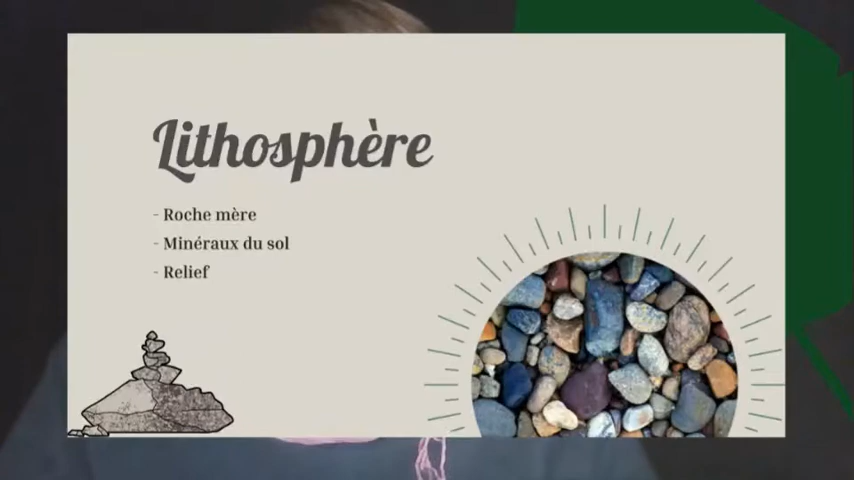 Lithosphère
- Roche mère
- Minéraux du sol
- Relief